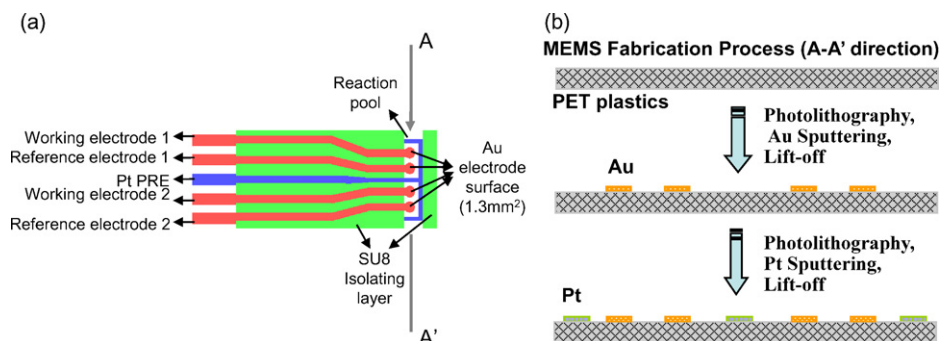 (a)
A
Reaction
pool
Working electrode 1
Reference electrode 1
Pt PRE
Working electrode 2
Reference electrode 2
Au
electrode
surface
(1.3mm²)
SU8
Isolating
layer
A'
(b)
MEMS Fabrication Process (A-A' direction)
PET plastics
Photolithography,
Au Sputtering,
Lift-off
Au
Photolithography,
Pt Sputtering,
Lift-off
Pt